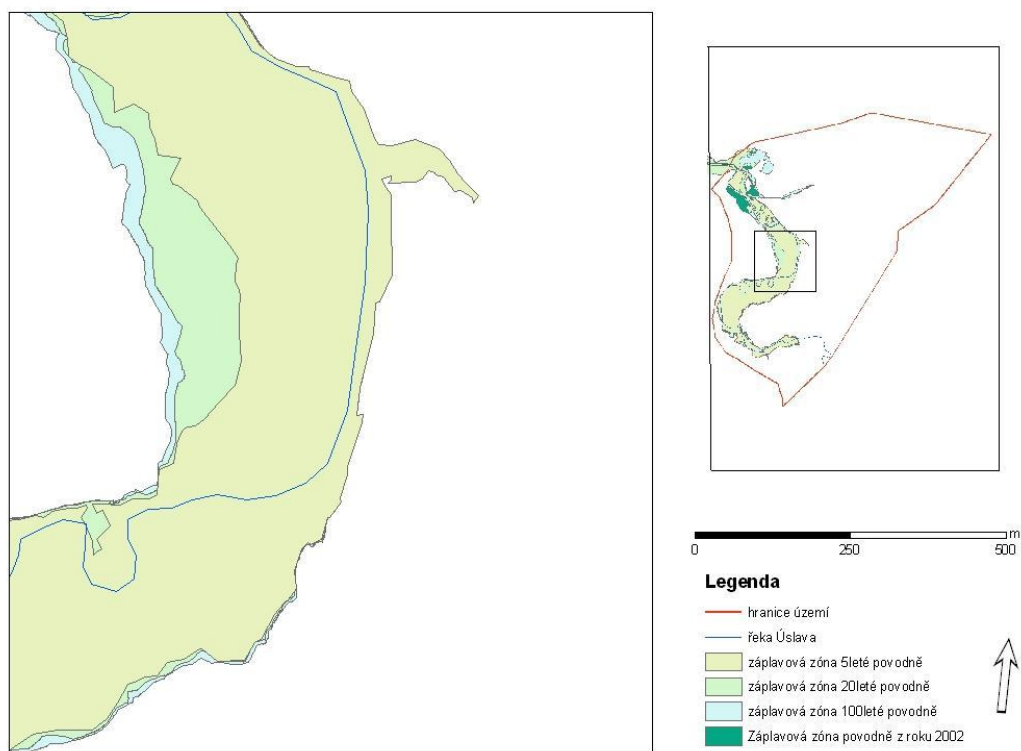 m
0 250 500
Legenda
hranice území
řeka Úslava
záplavová zóna 5leté povodně
záplavová zóna 20leté povodně
záplavová zóna 100leté povodně
Záplavová zóna povodně z roku 2002